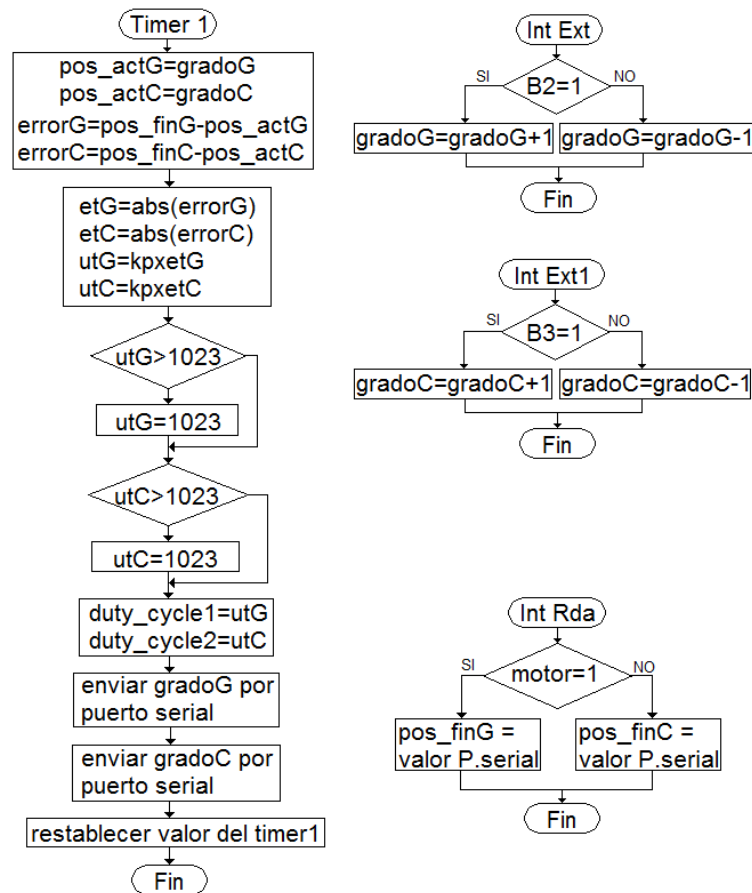 Timer 1
pos_actG=gradoG
pos_actC=gradoC
errorG=pos_finG-pos_actG
errorC=pos_finC-pos_actC
etG=abs(errorG)
etC=abs(errorC)
utG=kpxetG
utC=kpxetC
utG>1023
utG=1023
utC>1023
utC=1023
duty_cycle1=utG
duty_cycle2=utC
enviar gradoG por
puerto serial
enviar gradoC por
puerto serial
restablecer valor del timer1
Fin
Int Ext
SI
B2=1
NO
gradoG=gradoG+1
gradoG=gradoG-1
Fin
Int Ext1
SI
B3=1
NO
gradoC=gradoC+1
gradoC=gradoC-1
Fin
Int Rda
SI
motor=1
NO
pos_finG =
valor P.serial
pos_finC =
valor P.serial
Fin